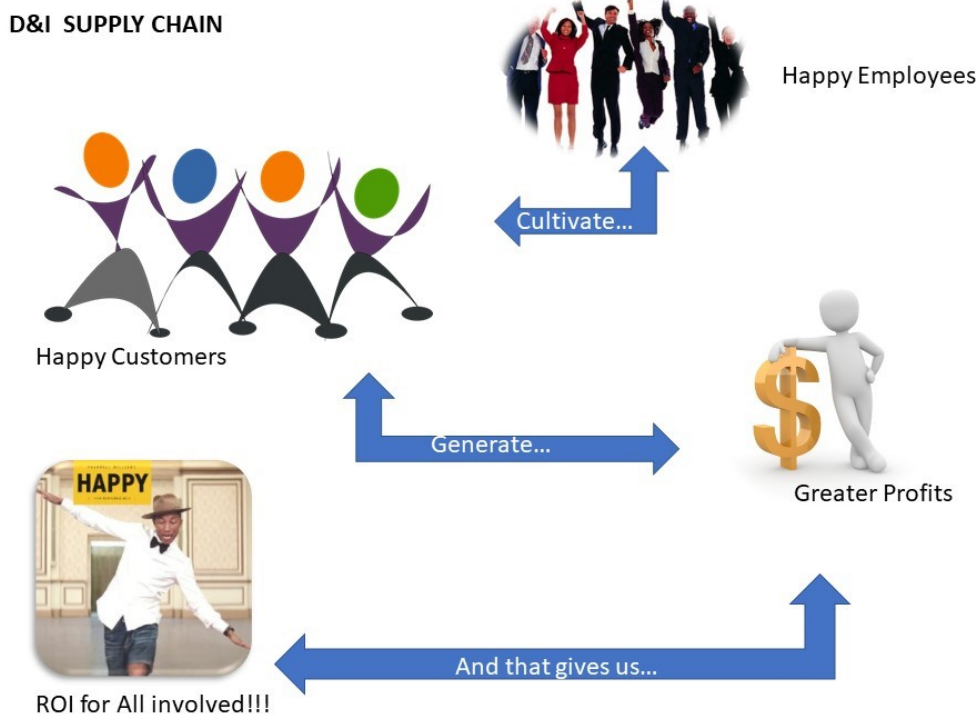 D&I SUPPLY CHAIN
Happy Employees
Cultivate...
Happy Customers
Generate...
Greater Profits
HAPPY
And that gives us...
ROI for All involved!!!